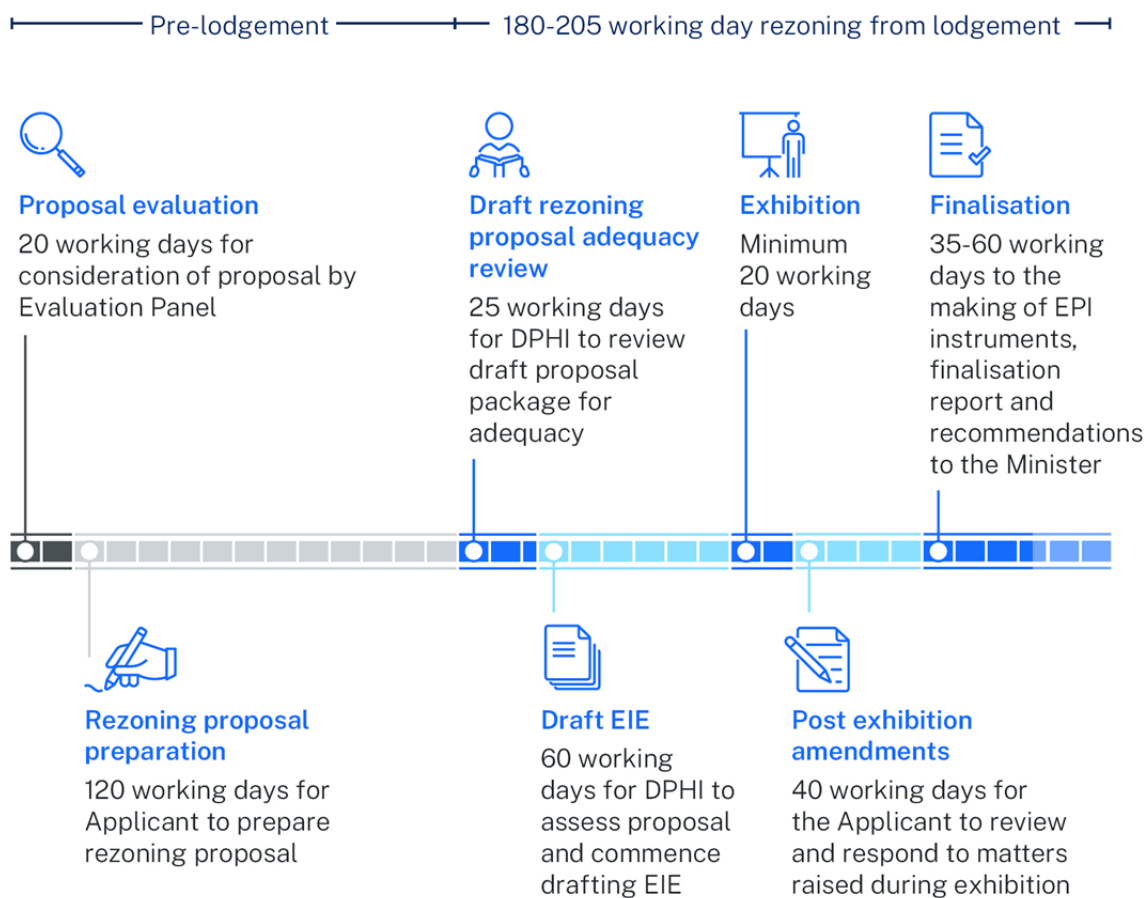 Pre-lodgement
180-205 working day rezoning from lodgement
Proposal evaluation
20 working days for
consideration of proposal by
Evaluation Panel
Draft rezoning
proposal adequacy
review
25 working days
for DPHI to review
draft proposal
package for
adequacy
Exhibition
Minimum
20 working
days
Finalisation
35-60 working
days to the
making of EPI
instruments,
finalisation
report and
recommendations
to the Minister
Rezoning proposal
preparation
120 working days for
Applicant to prepare
rezoning proposal
Draft EIE
60 working
days for DPHI to
assess proposal
and commence
drafting EIE
Post exhibition
amendments
40 working days for
the Applicant to review
and respond to matters
raised during exhibition